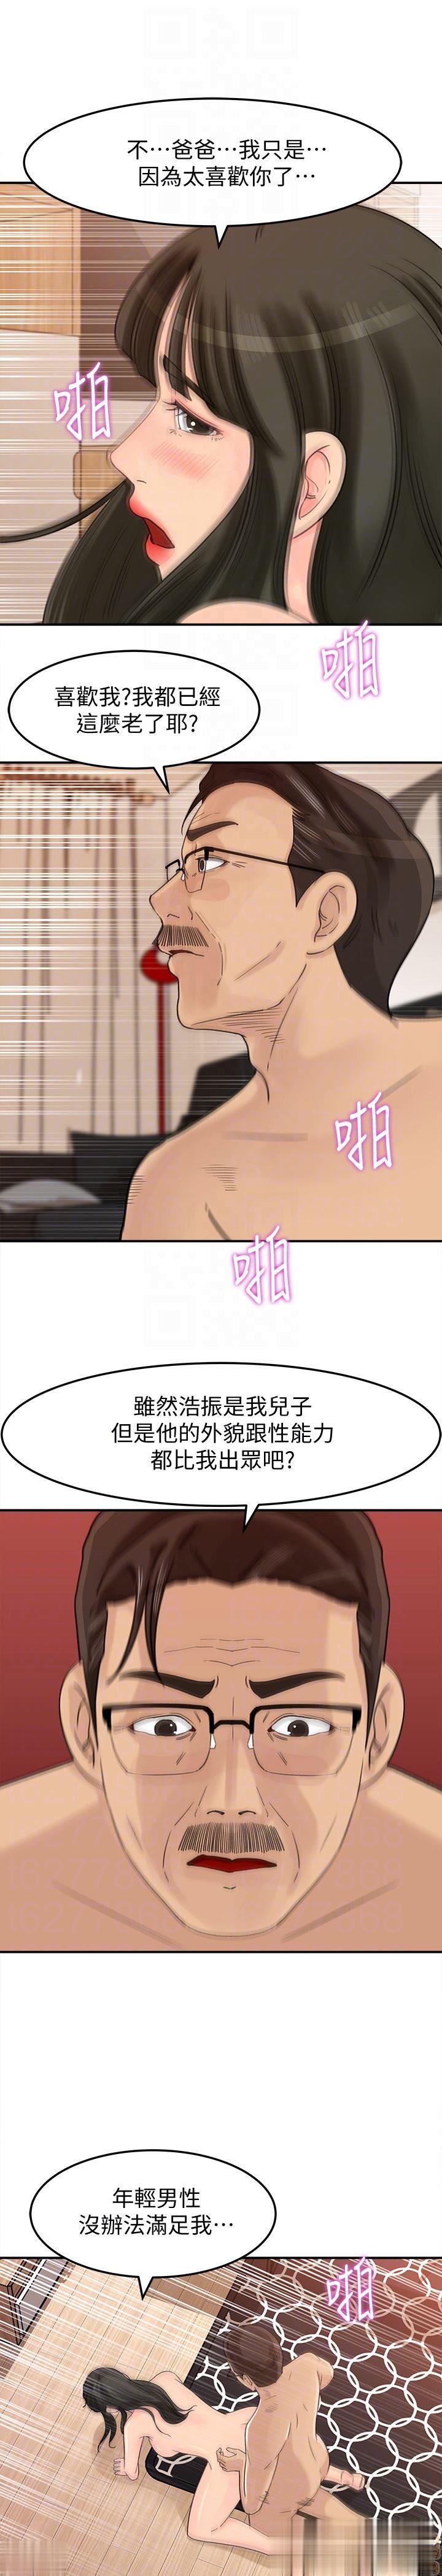 不…爸爸…我只是…
因為太喜歡你了…
啪
啪
喜歡我?我都已經
這麼老了耶?
啪
啪
雖然浩振是我兒子
但是他的外貌跟性能力
都比我出眾吧?
年輕男性
沒辦法滿足我…
啪